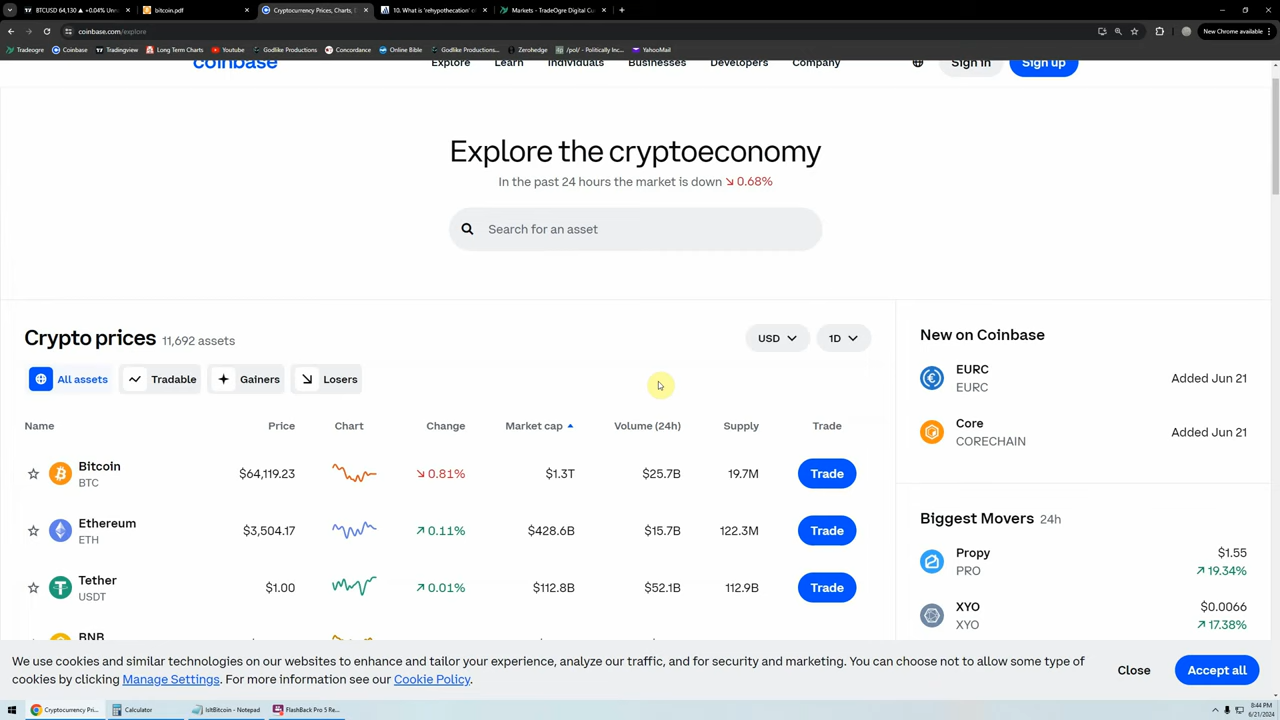 BTCUSD 64,130 ▲ +0.04% Unn
bitcoin.pdf
Cryptocurrency Prices, Charts,
10. What is 'rehypothecation' of
Markets - TradeOgre Digital Cu
coinbase.com/explore
New Chrome available
Tradeogre
Coinbase
Tradingview
Long Term Charts
Youtube
Godlike Productions...
Concordance
Online Bible
Godlike Productions...
Zerohedge
/pol/ - Politically Inc...
YahooMail
coinbase
Explore
Learn
Individuals
Businesses
Developers
Company
Sign in
Sign up
Explore the cryptoeconomy
In the past 24 hours the market is down ↘ 0.68%
Search for an asset
Crypto prices 11,692 assets
USD
1D
All assets
Tradable
Gainers
Losers
Name Price Chart Change Market cap Volume (24h) Supply Trade
Bitcoin
BTC
$64,119.23 ↘ 0.81% $1.3T $25.7B 19.7M Trade
Ethereum
ETH
$3,504.17 ↗ 0.11% $428.6B $15.7B 122.3M Trade
Tether
USDT
$1.00 ↗ 0.01% $112.8B $52.1B 112.9B Trade
BNB
New on Coinbase
EURC
EURC
Added Jun 21
Core
CORECHAIN
Added Jun 21
Biggest Movers 24h
Propy
PRO
$1.55
↗ 19.34%
XYO
XYO
$0.0066
↗ 17.38%
We use cookies and similar technologies on our websites to enhance and tailor your experience, analyze our traffic, and for security and marketing. You can choose not to allow some type of
cookies by clicking Manage Settings. For more information see our Cookie Policy.
Close
Accept all
Cryptocurrency Pri...
Calculator
IsItBitcoin - Notepad
FlashBack Pro 5 Re...
8:44 PM
6/21/2024